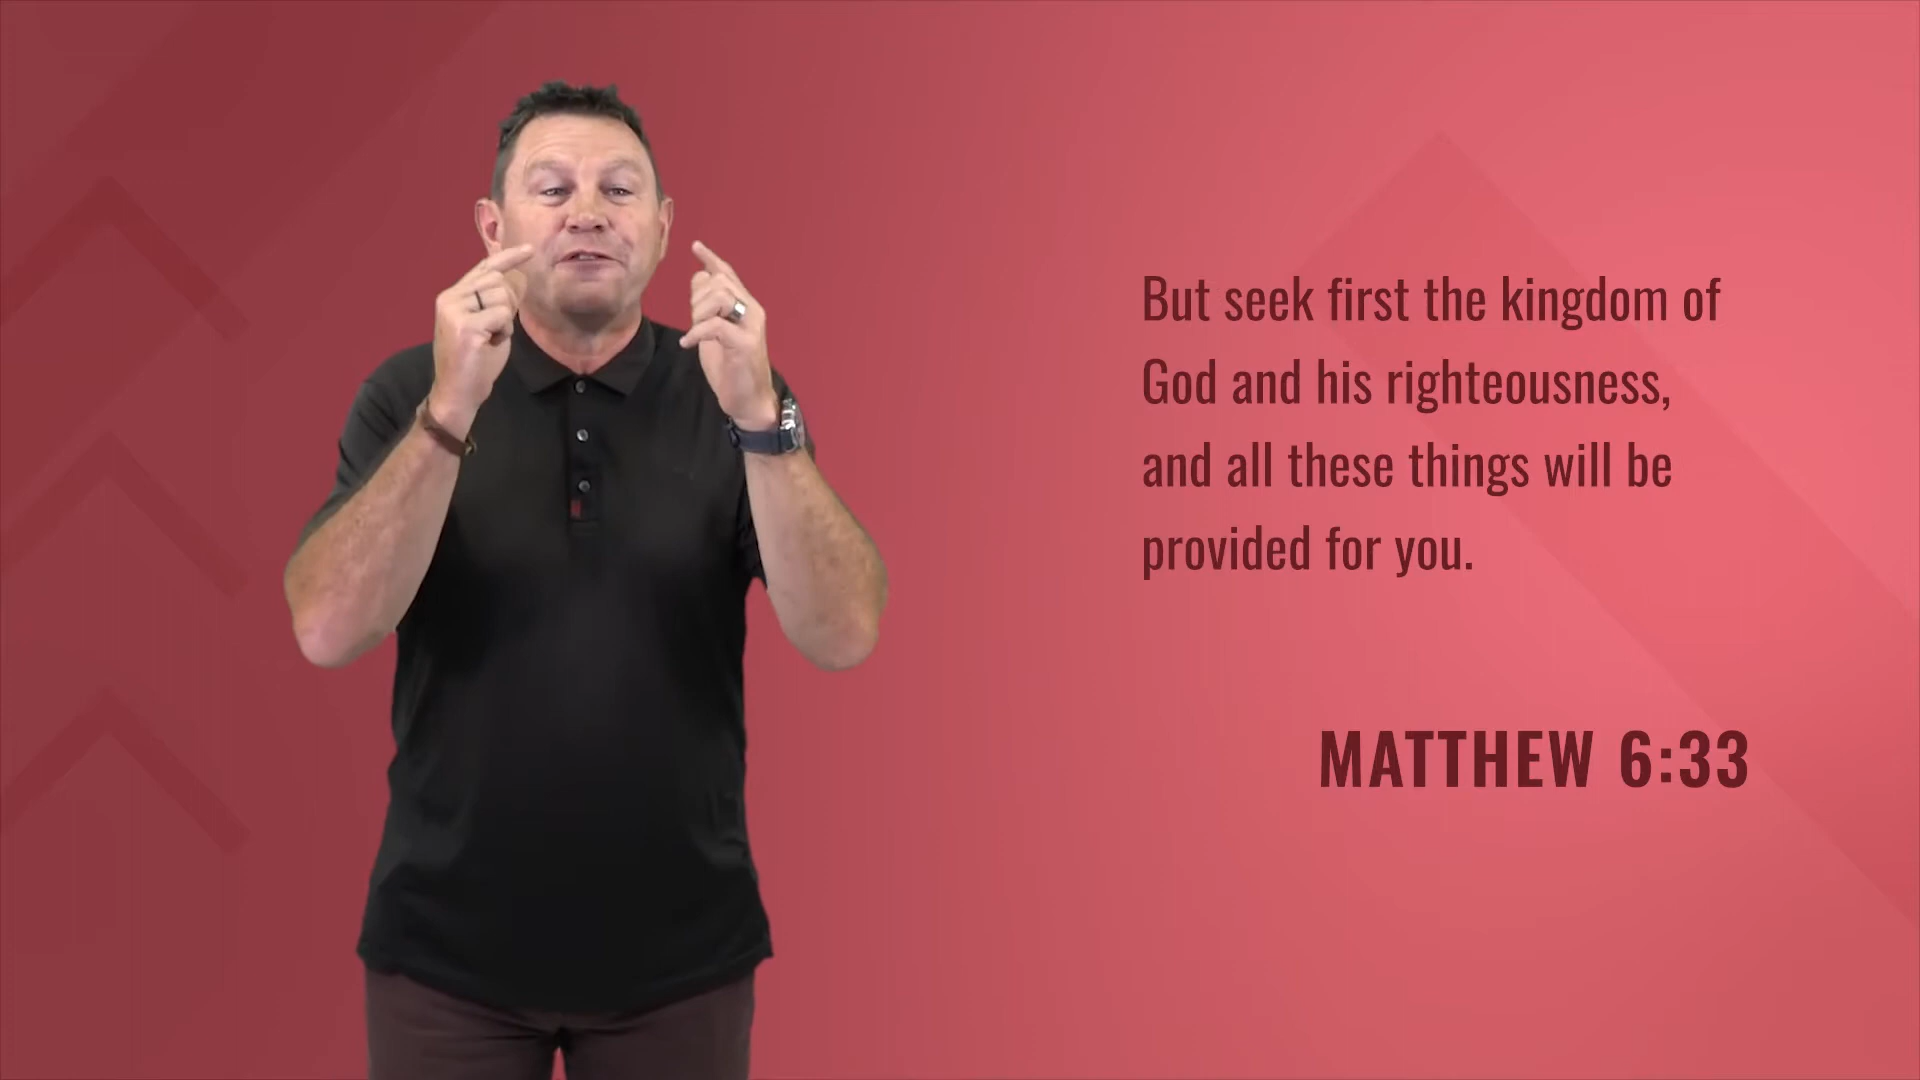 But seek first the kingdom of
God and his righteousness,
and all these things will be
provided for you.
MATTHEW 6:33